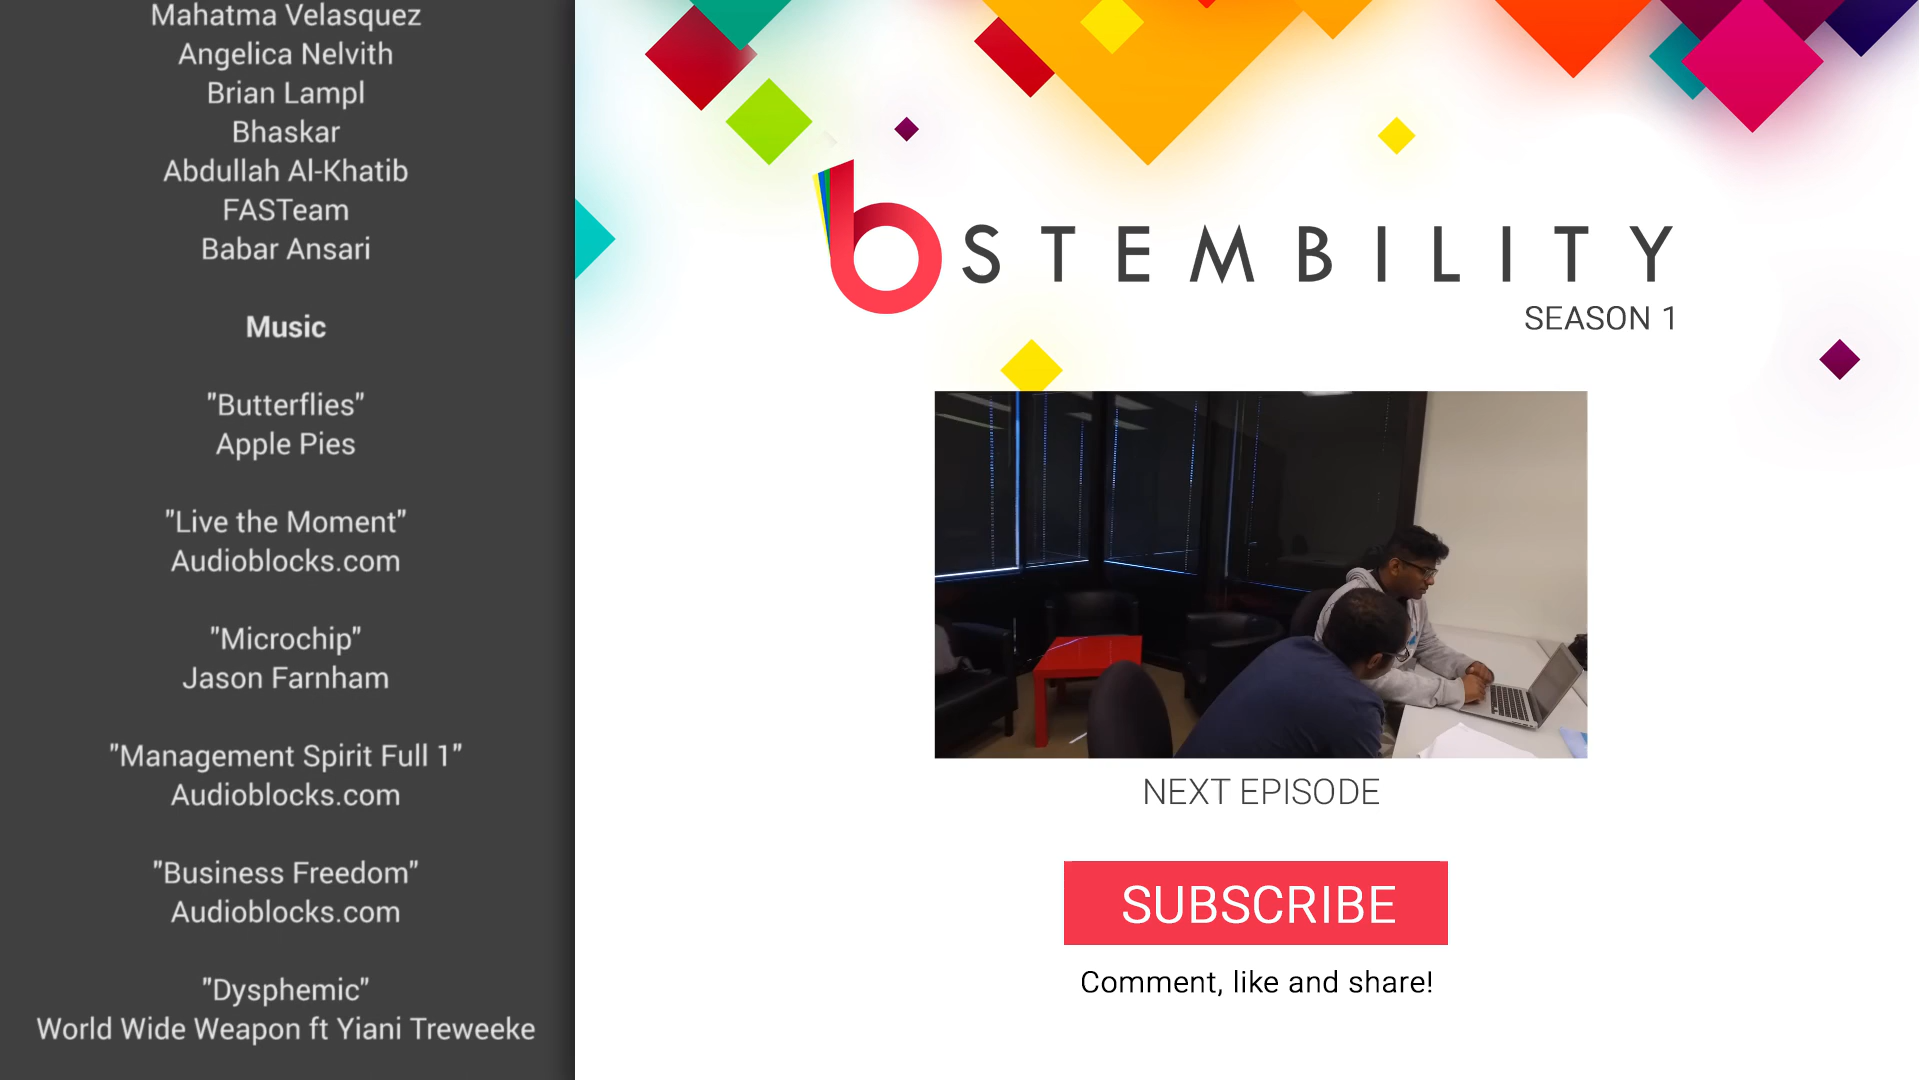 Mahatma Velasquez
Angelica Nelvith
Brian Lampl
Bhaskar
Abdullah Al-Khatib
FASTeam
Babar Ansari
Music
"Butterflies"
Apple Pies
"Live the Moment"
Audioblocks.com
"Microchip"
Jason Farnham
"Management Spirit Full 1"
Audioblocks.com
"Business Freedom"
Audioblocks.com
"Dysphemic"
World Wide Weapon ft Yiani Treweeke
b STEMBILITY
SEASON 1
NEXT EPISODE
SUBSCRIBE
Comment, like and share!